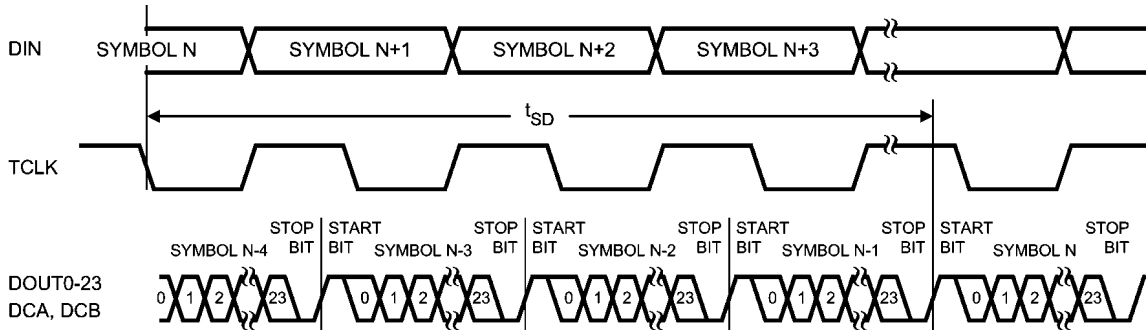 DIN SYMBOL N SYMBOL N+1 SYMBOL N+2 SYMBOL N+3
tSD
TCLK
STOP BIT START BIT STOP BIT START BIT STOP BIT START BIT STOP BIT START BIT STOP BIT
SYMBOL N-4 SYMBOL N-3 SYMBOL N-2 SYMBOL N-1 SYMBOL N
DOUT0-23 0 1 2 23 0 1 2 23 0 1 2 23 0 1 2 23 0 1 2 23
DCA, DCB